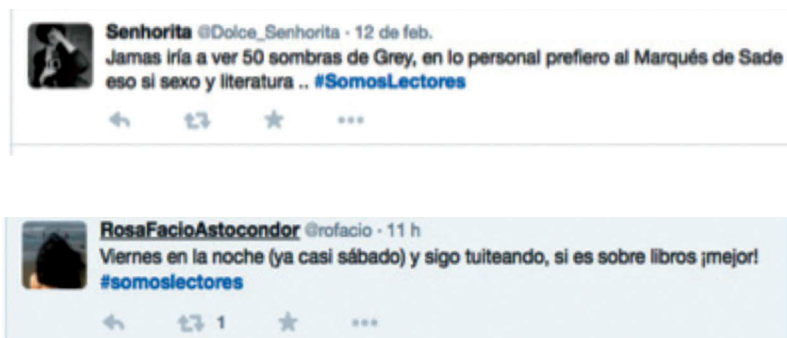 Senhorita @Dolce_Senhorita · 12 de feb.
Jamas iría a ver 50 sombras de Grey, en lo personal prefiero al Marqués de Sade
eso si sexo y literatura .. #SomosLectores
RosaFacioAstocondor @rofacio · 11 h
Viernes en la noche (ya casi sábado) y sigo tuiteando, si es sobre libros ¡mejor!
#somoslectores
1